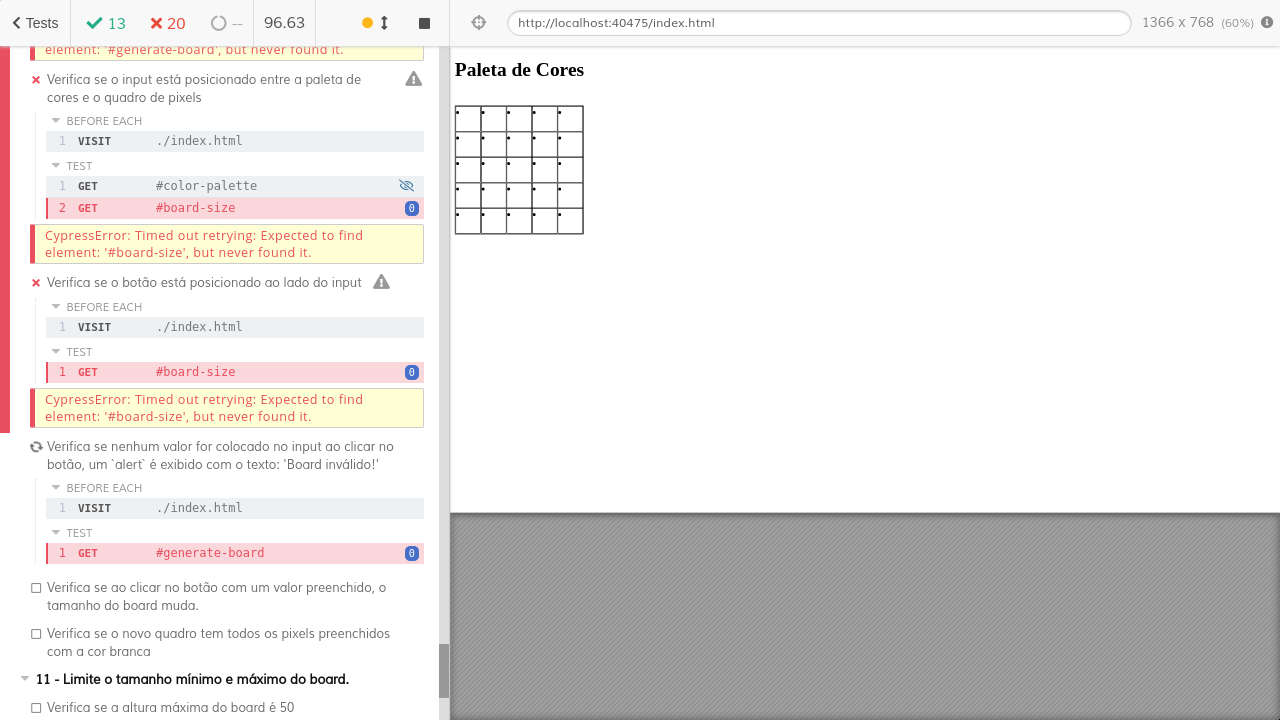 Tests 13 20 -- 96.63 http://localhost:40475/index.html 1366 x 768 (60%)
element: '#generate-board', but never found it.
Verifica se o input está posicionado entre a paleta de
cores e o quadro de pixels
BEFORE EACH
1 VISIT ./index.html
TEST
1 GET #color-palette
2 GET #board-size 0
CypressError: Timed out retrying: Expected to find
element: '#board-size', but never found it.
Verifica se o botão está posicionado ao lado do input
BEFORE EACH
1 VISIT ./index.html
TEST
1 GET #board-size 0
CypressError: Timed out retrying: Expected to find
element: '#board-size', but never found it.
Verifica se nenhum valor for colocado no input ao clicar no
botão, um `alert` é exibido com o texto: 'Board inválido!'
BEFORE EACH
1 VISIT ./index.html
TEST
1 GET #generate-board 0
Verifica se ao clicar no botão com um valor preenchido, o
tamanho do board muda.
Verifica se o novo quadro tem todos os pixels preenchidos
com a cor branca
11 - Limite o tamanho mínimo e máximo do board.
Verifica se a altura máxima do board é 50
Paleta de Cores